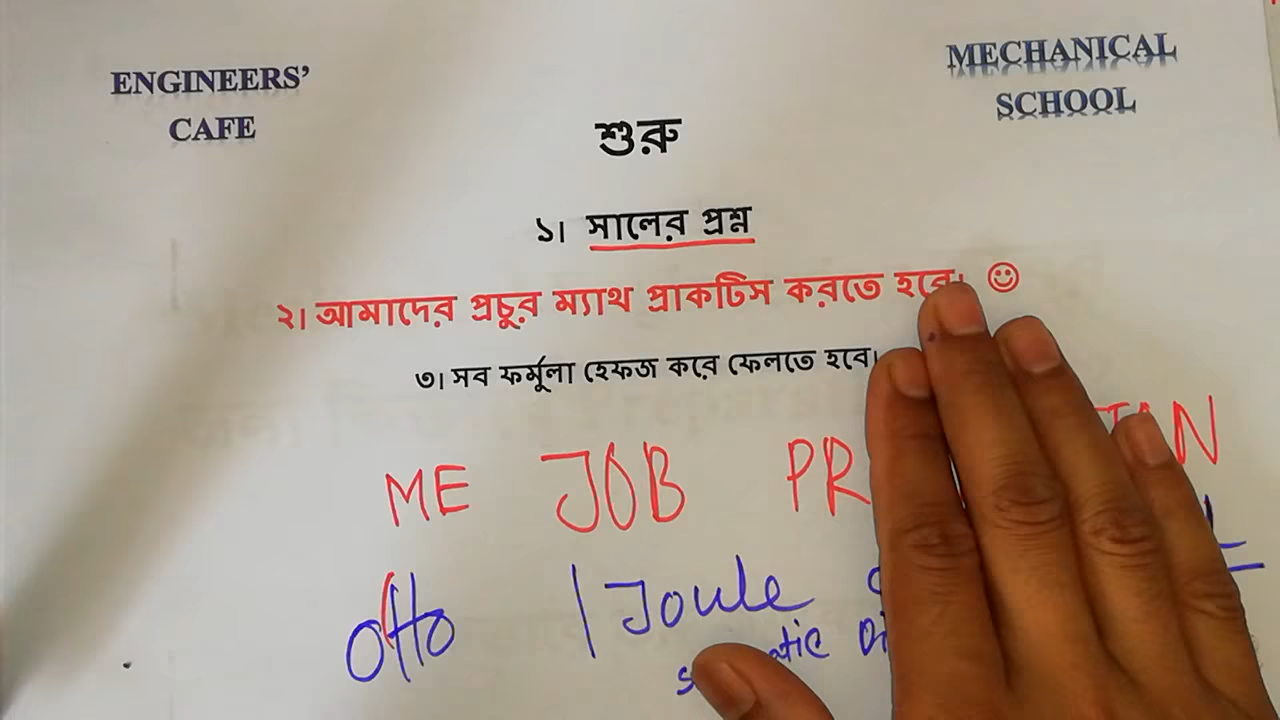 ENGINEERS'
CAFE
MECHANICAL
SCHOOL
শুরু
১। সালের প্রশ্ন
২। আমাদের প্রচুর ম্যাথ প্রাকটিস করতে হবে। ☺
৩। সব ফর্মুলা হেফজ করে ফেলতে হবে।
ME JOB
Otto | Joule